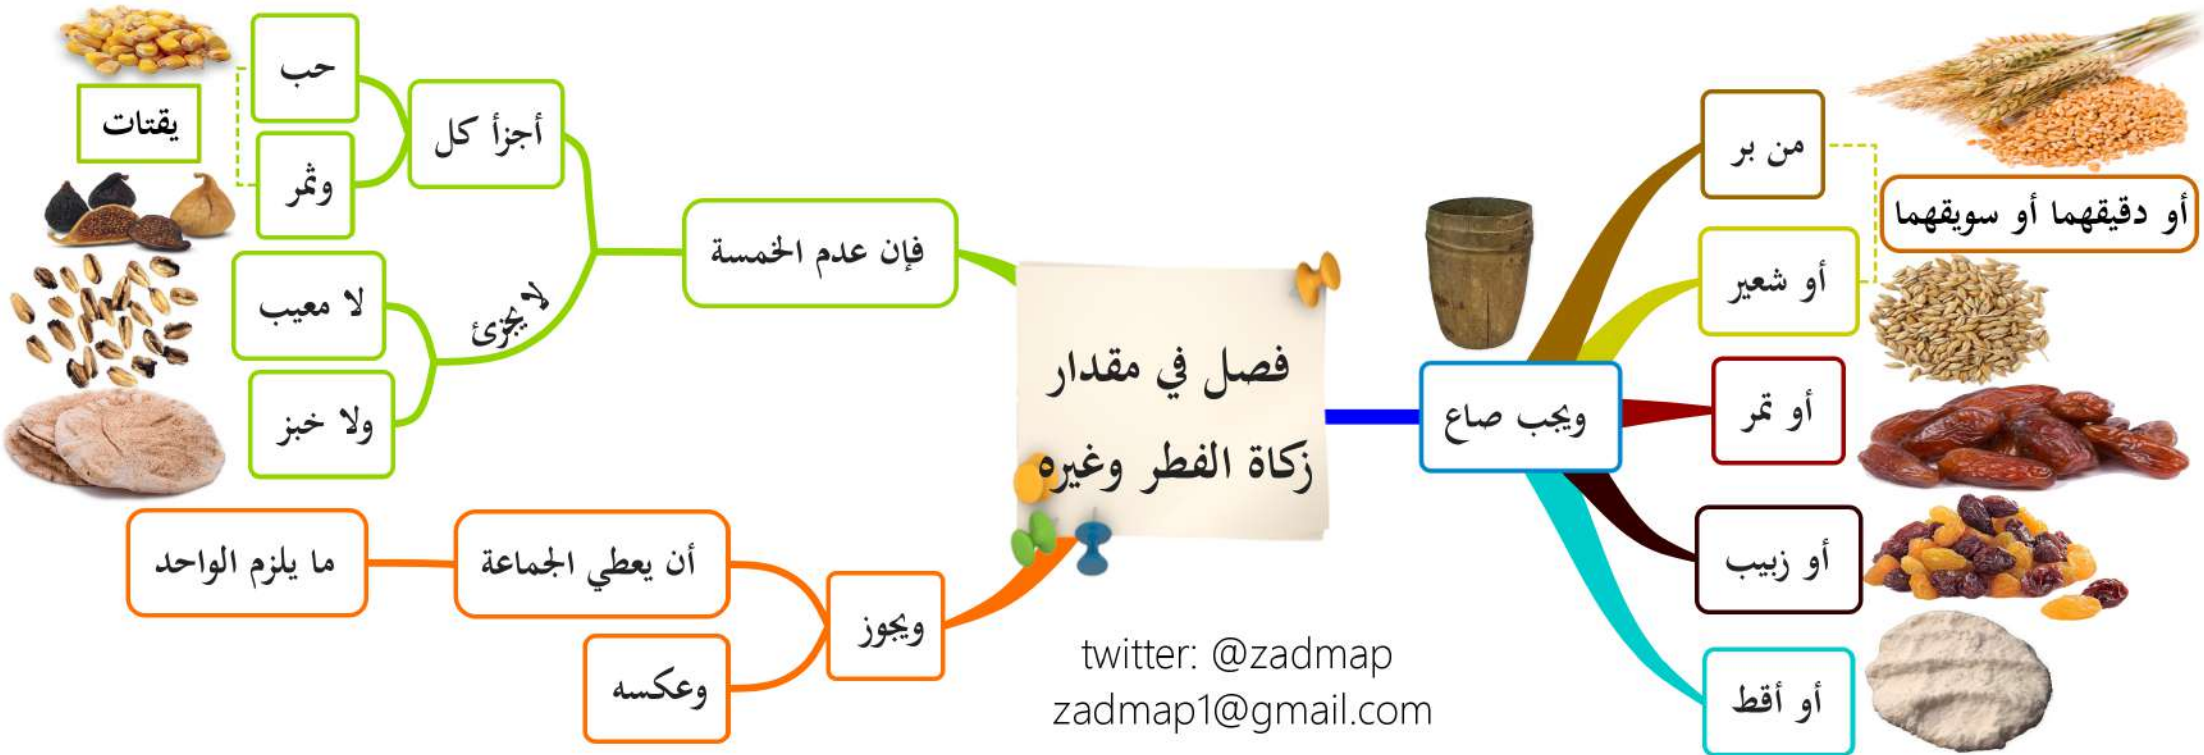 فصل في مقدار
زكاة الفطر وغيره
ويجب صاع
من بر
أو شعير
أو دقيقهما أو سويقهما
أو تمر
أو زبيب
أو أقط
فإن عدم الخمسة
أجزأ كل
حب
وثمر
يقتات
لا يجزئ
لا معيب
ولا خبز
ويجوز
أن يعطي الجماعة
ما يلزم الواحد
وعكسه
twitter: @zadmap
zadmap1@gmail.com